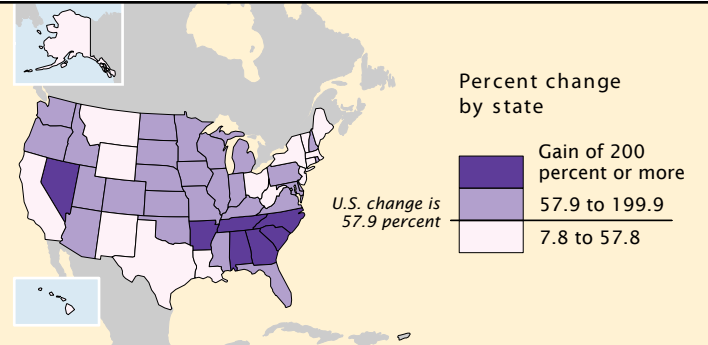 Percent change
by state
Gain of 200
percent or more
U.S. change is
57.9 percent
57.9 to 199.9
7.8 to 57.8